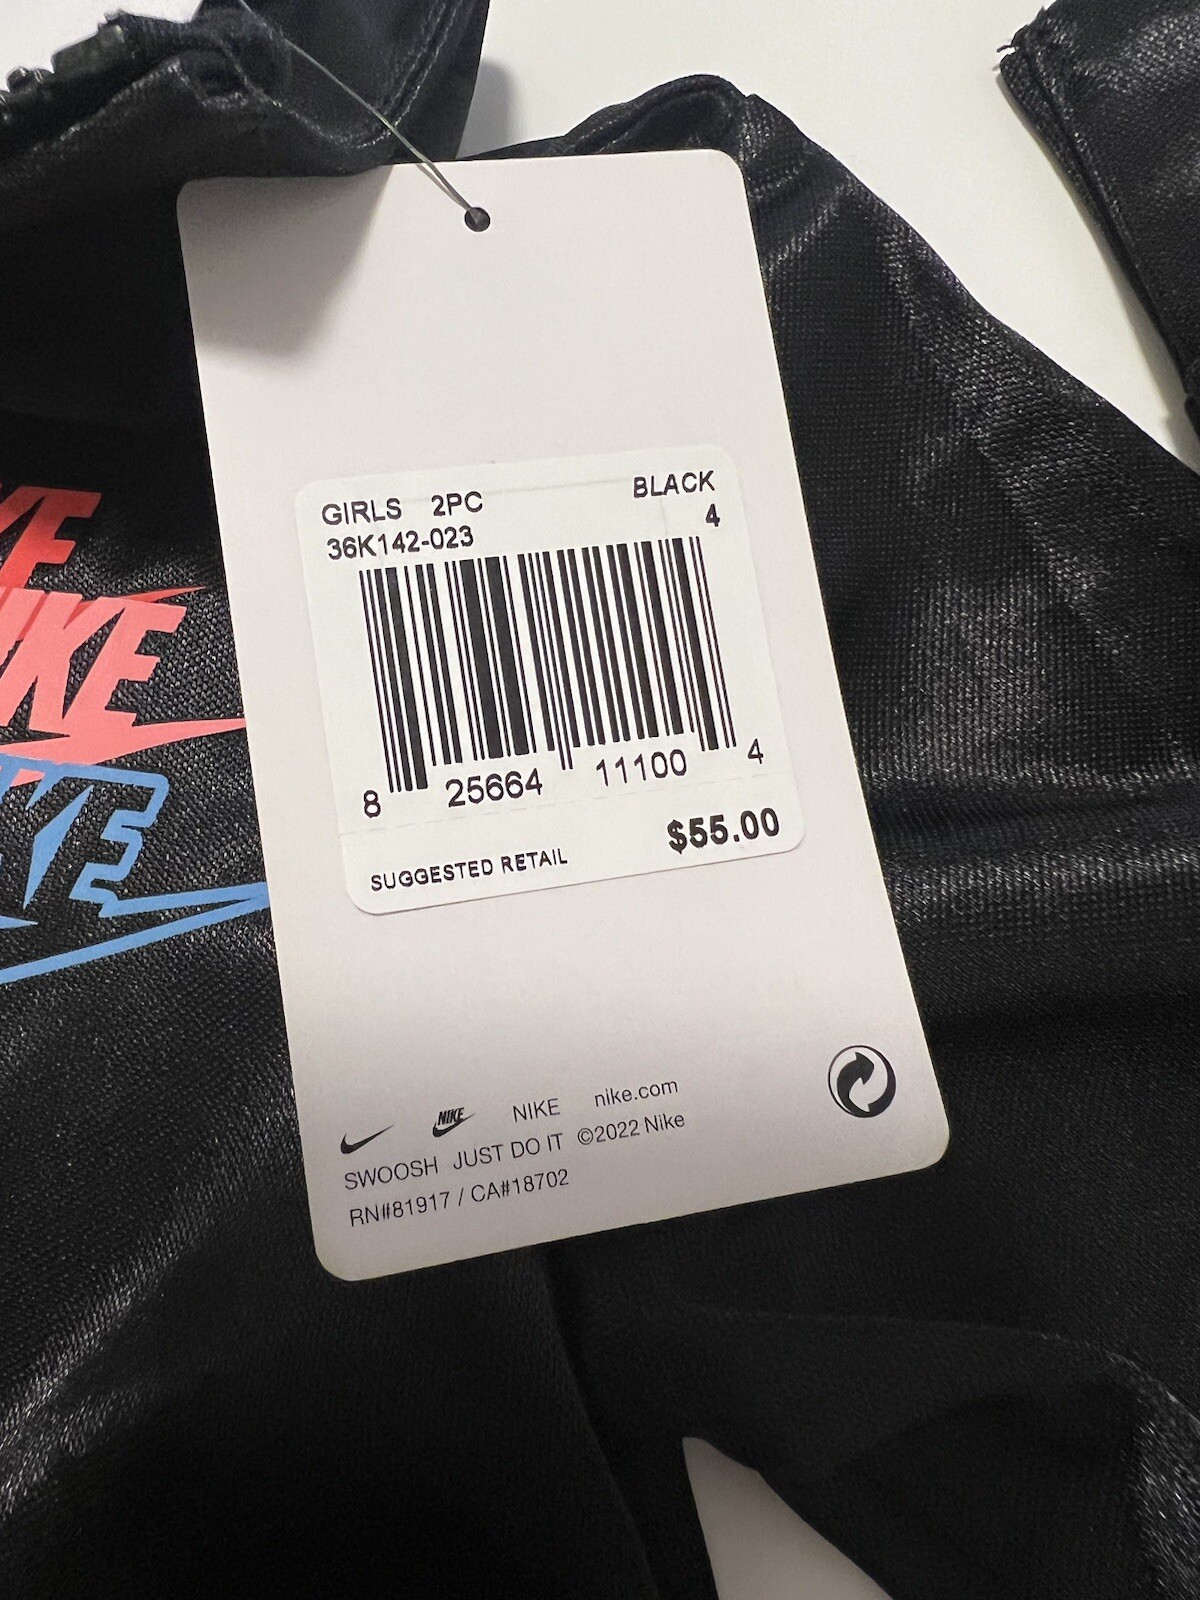 GIRLS 2PC BLACK
36K142-023 4
8 25664 11100 4
SUGGESTED RETAIL $55.00
NIKE NIKE nike.com
SWOOSH JUST DO IT ©2022 Nike
RN#81917 / CA#18702
NIKE